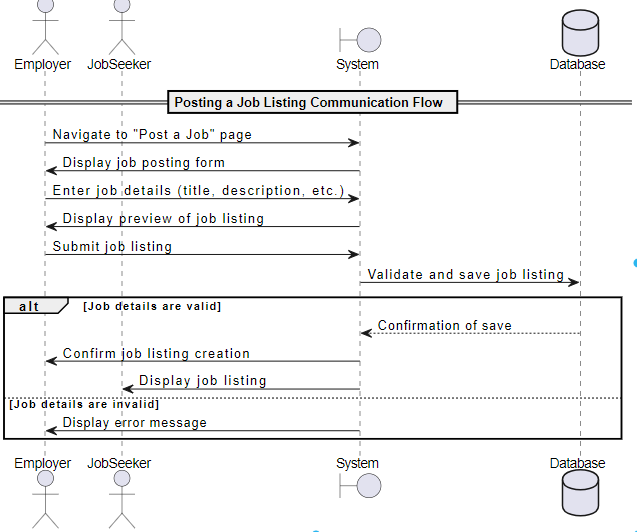 Employer JobSeeker System Database
Posting a Job Listing Communication Flow
Navigate to "Post a Job" page
Display job posting form
Enter job details (title, description, etc.)
Display preview of job listing
Submit job listing
Validate and save job listing
alt [Job details are valid]
Confirmation of save
Confirm job listing creation
Display job listing
[Job details are invalid]
Display error message
Employer JobSeeker System Database